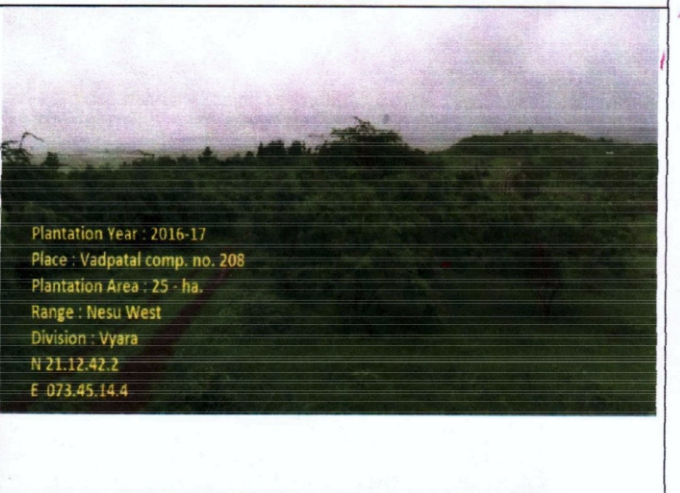 Plantation Year : 2016-17
Place : Vadpatal comp. no. 208
Plantation Area : 25 - ha.
Range : Nesu West
Division : Vyara
N 21.12.42.2
E 073.45.14.4